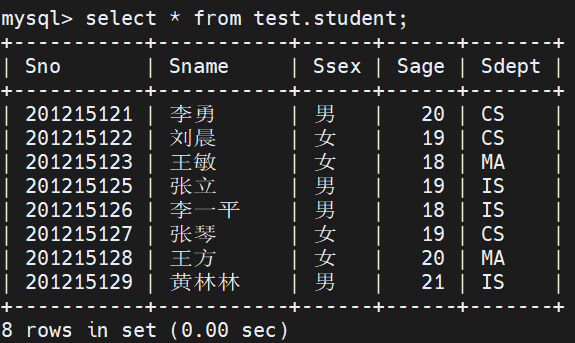 mysql> select * from test.student;
+-----------+-----------+------+------+-------+
| Sno       | Sname     | Ssex | Sage | Sdept |
+-----------+-----------+------+------+-------+
| 201215121 | 李勇      | 男   |   20 | CS    |
| 201215122 | 刘晨      | 女   |   19 | CS    |
| 201215123 | 王敏      | 女   |   18 | MA    |
| 201215125 | 张立      | 男   |   19 | IS    |
| 201215126 | 李一平    | 男   |   18 | IS    |
| 201215127 | 张琴      | 女   |   19 | CS    |
| 201215128 | 王方      | 女   |   20 | MA    |
| 201215129 | 黄林林    | 男   |   21 | IS    |
+-----------+-----------+------+------+-------+
8 rows in set (0.00 sec)